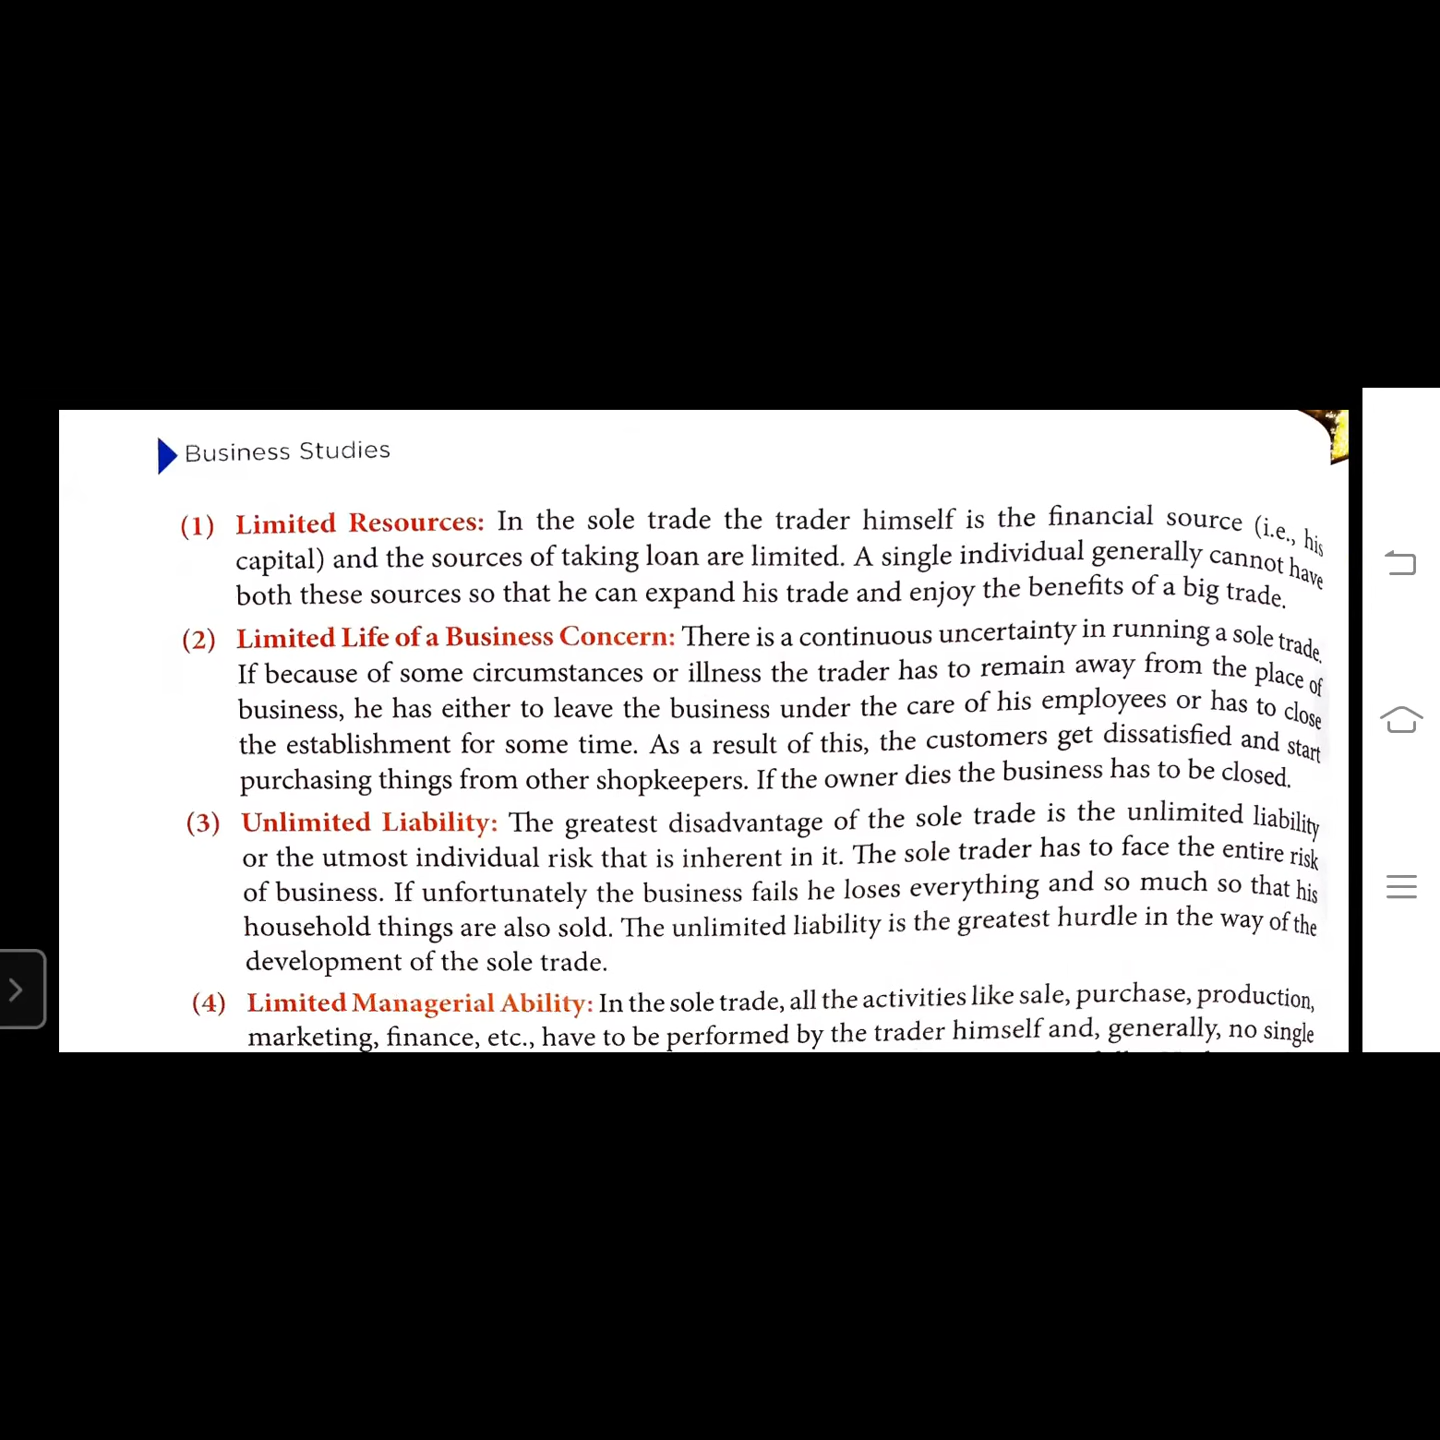 Business Studies
(1) Limited Resources: In the sole trade the trader himself is the financial source (i.e., his
capital) and the sources of taking loan are limited. A single individual generally cannot have
both these sources so that he can expand his trade and enjoy the benefits of a big trade.
(2) Limited Life of a Business Concern: There is a continuous uncertainty in running a sole trade.
If because of some circumstances or illness the trader has to remain away from the place of
business, he has either to leave the business under the care of his employees or has to close
the establishment for some time. As a result of this, the customers get dissatisfied and start
purchasing things from other shopkeepers. If the owner dies the business has to be closed.
(3) Unlimited Liability: The greatest disadvantage of the sole trade is the unlimited liability
or the utmost individual risk that is inherent in it. The sole trader has to face the entire risk
of business. If unfortunately the business fails he loses everything and so much so that his
household things are also sold. The unlimited liability is the greatest hurdle in the way of the
development of the sole trade.
(4) Limited Managerial Ability: In the sole trade, all the activities like sale, purchase, production,
marketing, finance, etc., have to be performed by the trader himself and, generally, no single